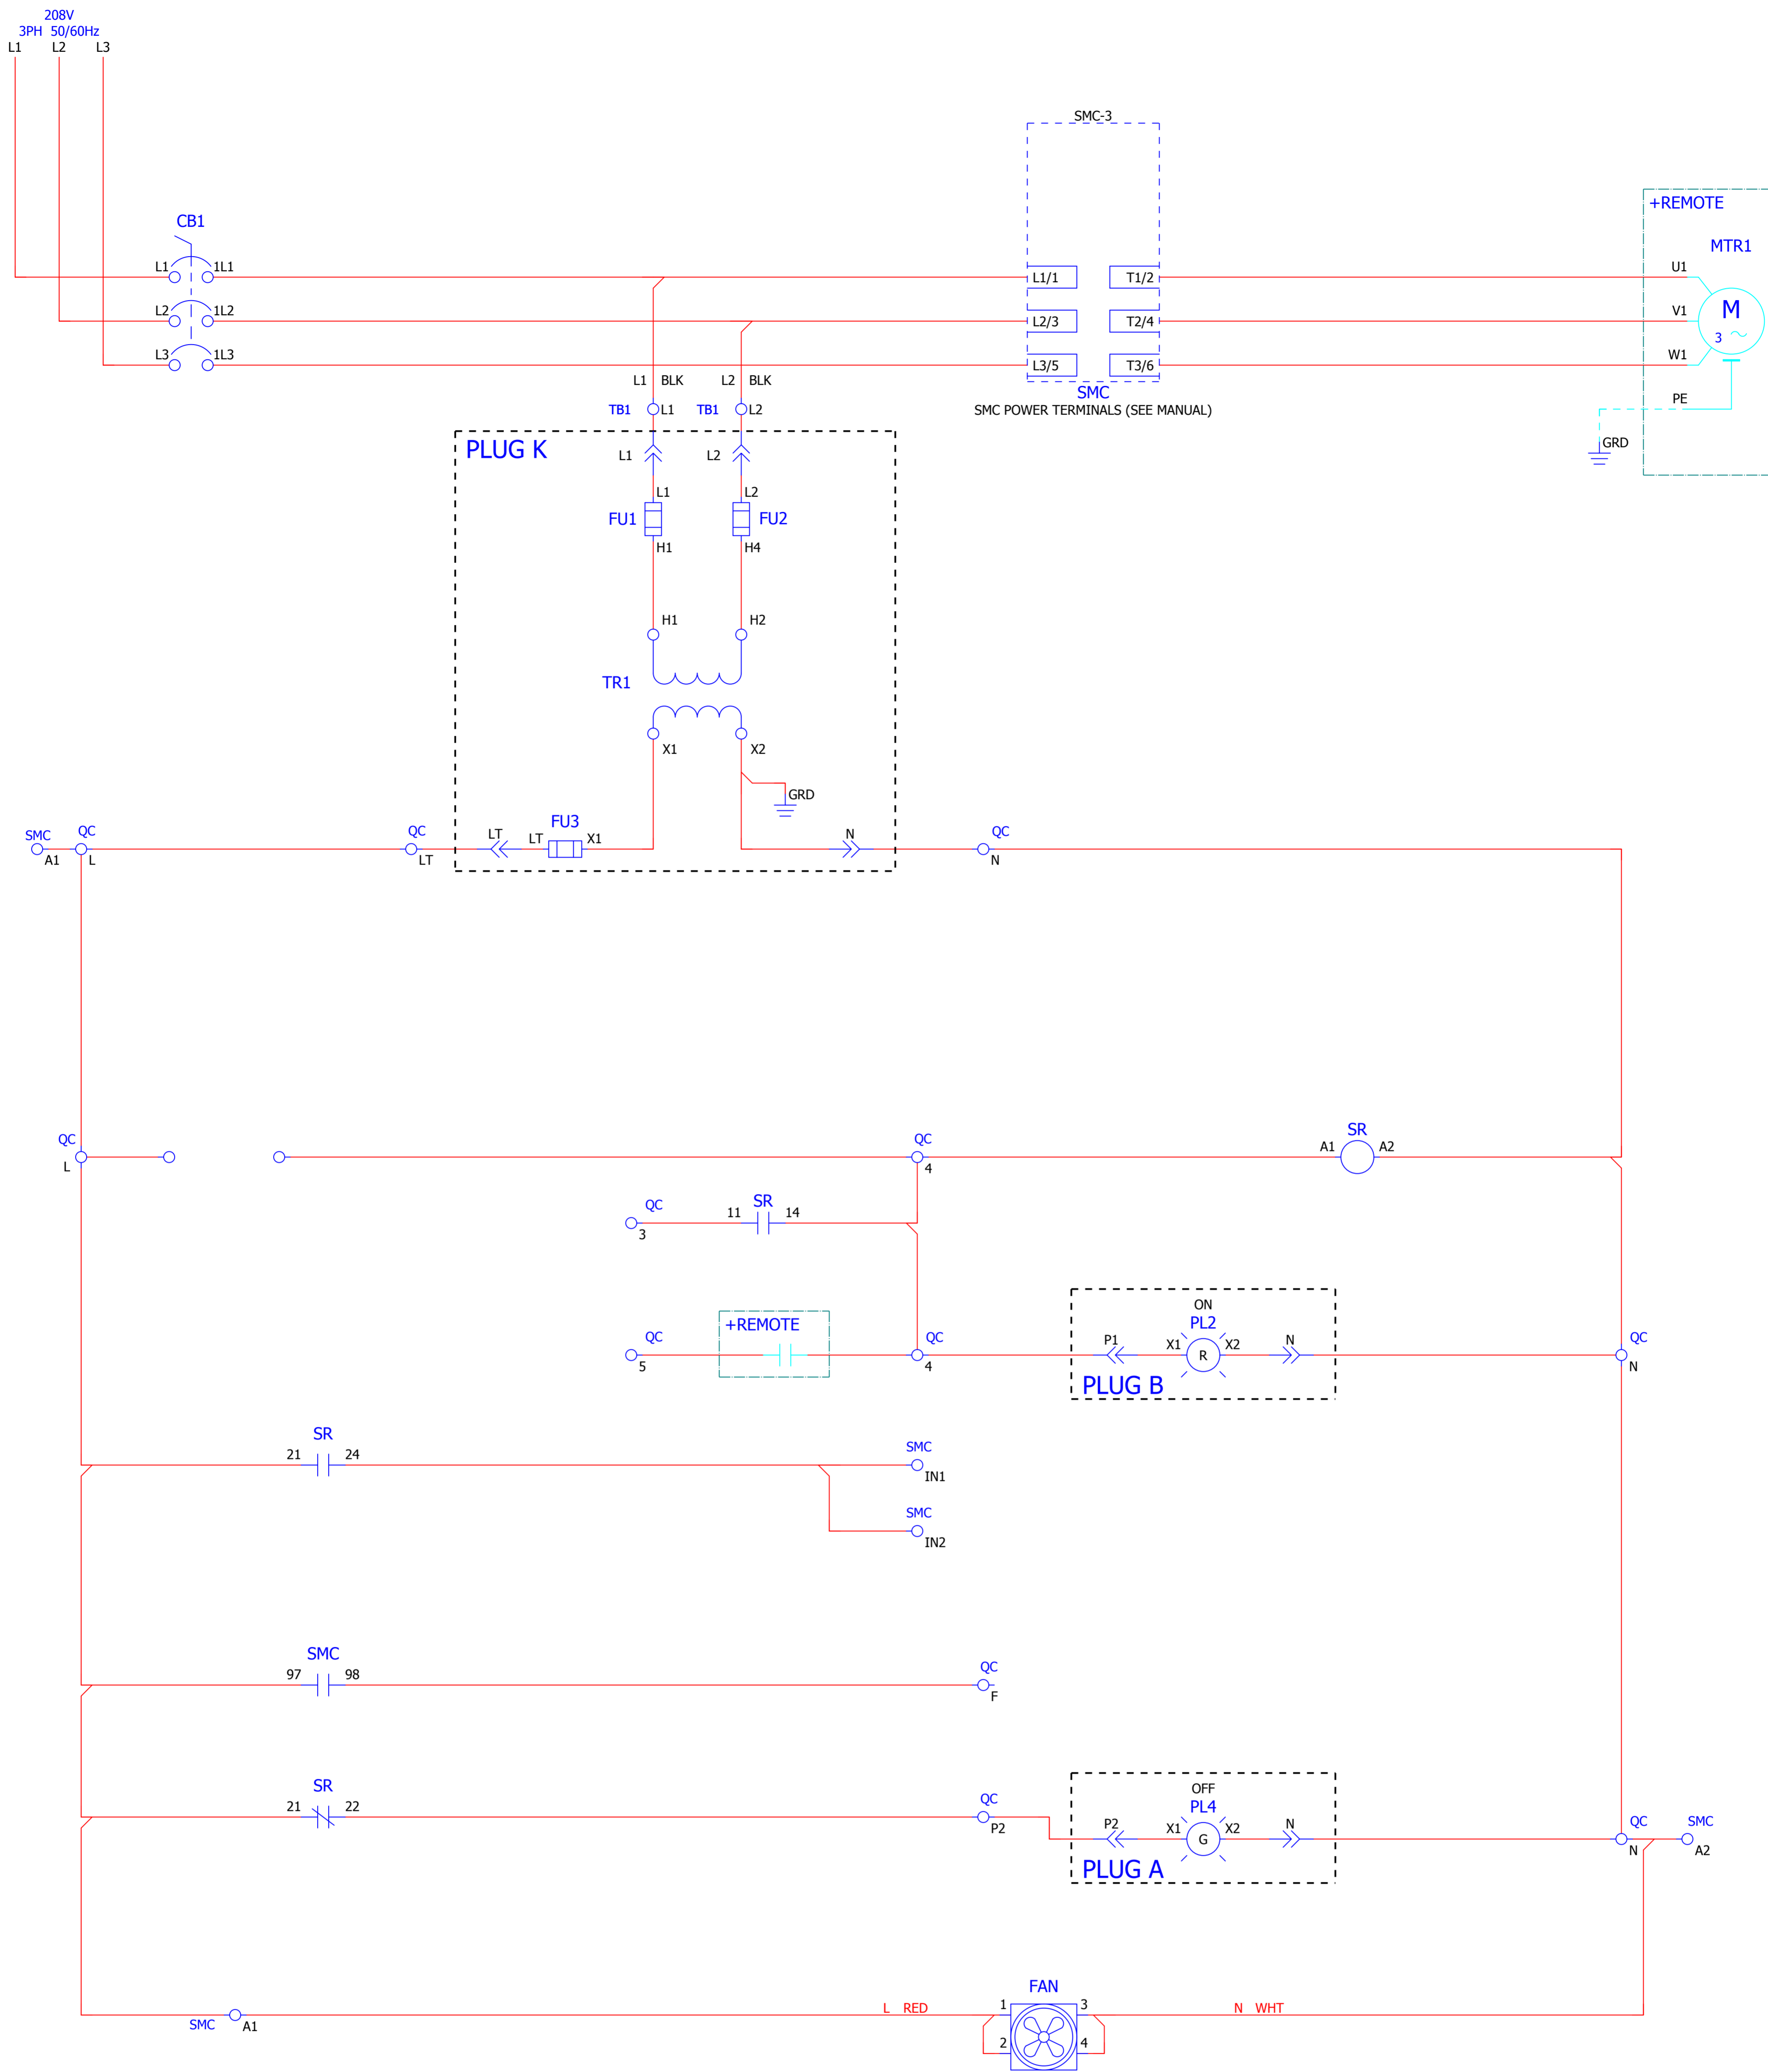 208V
3PH 50/60Hz
L1 L2 L3
SMC-3
+REMOTE
CB1
MTR1
L1 1L1 L1/1 T1/2 U1
L2 1L2 L2/3 T2/4 V1
M
3
L3 1L3 L3/5 T3/6 W1
L1 BLK L2 BLK
SMC
TB1 L1 TB1 L2
SMC POWER TERMINALS (SEE MANUAL)
PE
GRD
PLUG K
L1 L2
L1 L2
FU1 FU2
H1 H4
H1 H2
TR1
X1 X2
GRD
SMC QC QC FU3 QC
LT LT X1 N
A1 L LT N
QC QC SR
A1 A2
L 4
QC SR
11 14
3
ON
+REMOTE PL2
QC QC P1 X1 R X2 N QC
5 4 N
PLUG B
SR SMC
21 24
IN1
SMC
IN2
SMC QC
97 98
F
SR OFF
21 22 QC PL4
P2 P2 X1 G X2 N QC SMC
N A2
PLUG A
FAN
L RED 1 3 N WHT
SMC A1
2 4